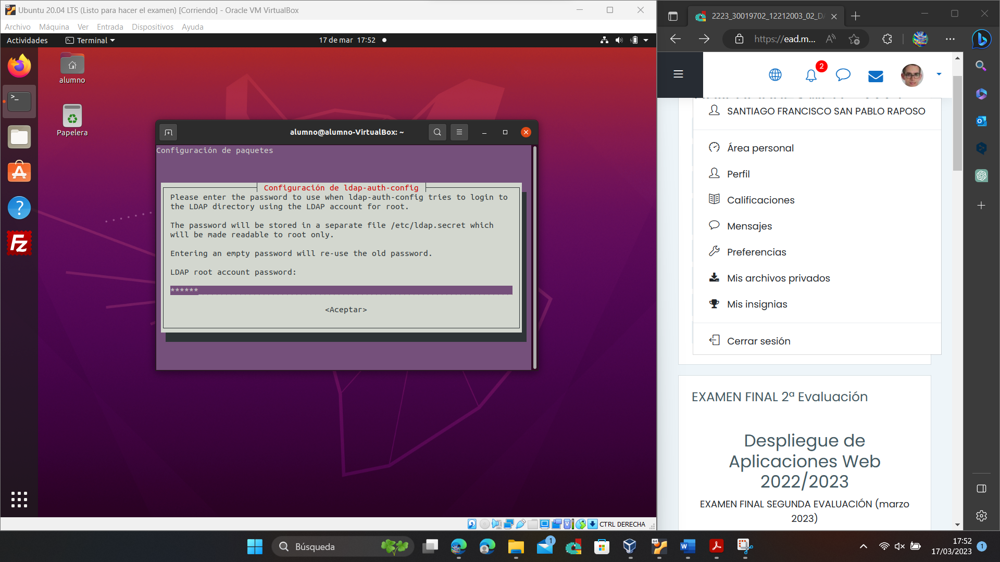 Ubuntu 20.04 LTS (Listo para hacer el examen) [Corriendo] - Oracle VM VirtualBox
Archivo Máquina Ver Entrada Dispositivos Ayuda
Actividades Terminal 17 de mar 17:52
alumno
Papelera
alumno@alumno-VirtualBox: ~
Configuración de paquetes
Configuración de ldap-auth-config
Please enter the password to use when ldap-auth-config tries to login to
the LDAP directory using the LDAP account for root.
The password will be stored in a separate file /etc/ldap.secret which
will be made readable to root only.
Entering an empty password will re-use the old password.
LDAP root account password:
******
<Aceptar>
CTRL DERECHA
2223_30019702_12212003_02_DA
https://ead.m...
2
SANTIAGO FRANCISCO SAN PABLO RAPOSO
Área personal
Perfil
Calificaciones
Mensajes
Preferencias
Mis archivos privados
Mis insignias
Cerrar sesión
EXAMEN FINAL 2ª Evaluación
Despliegue de
Aplicaciones Web
2022/2023
EXAMEN FINAL SEGUNDA EVALUACIÓN (marzo
2023)
Búsqueda
1
64
17:52
17/03/2023
1